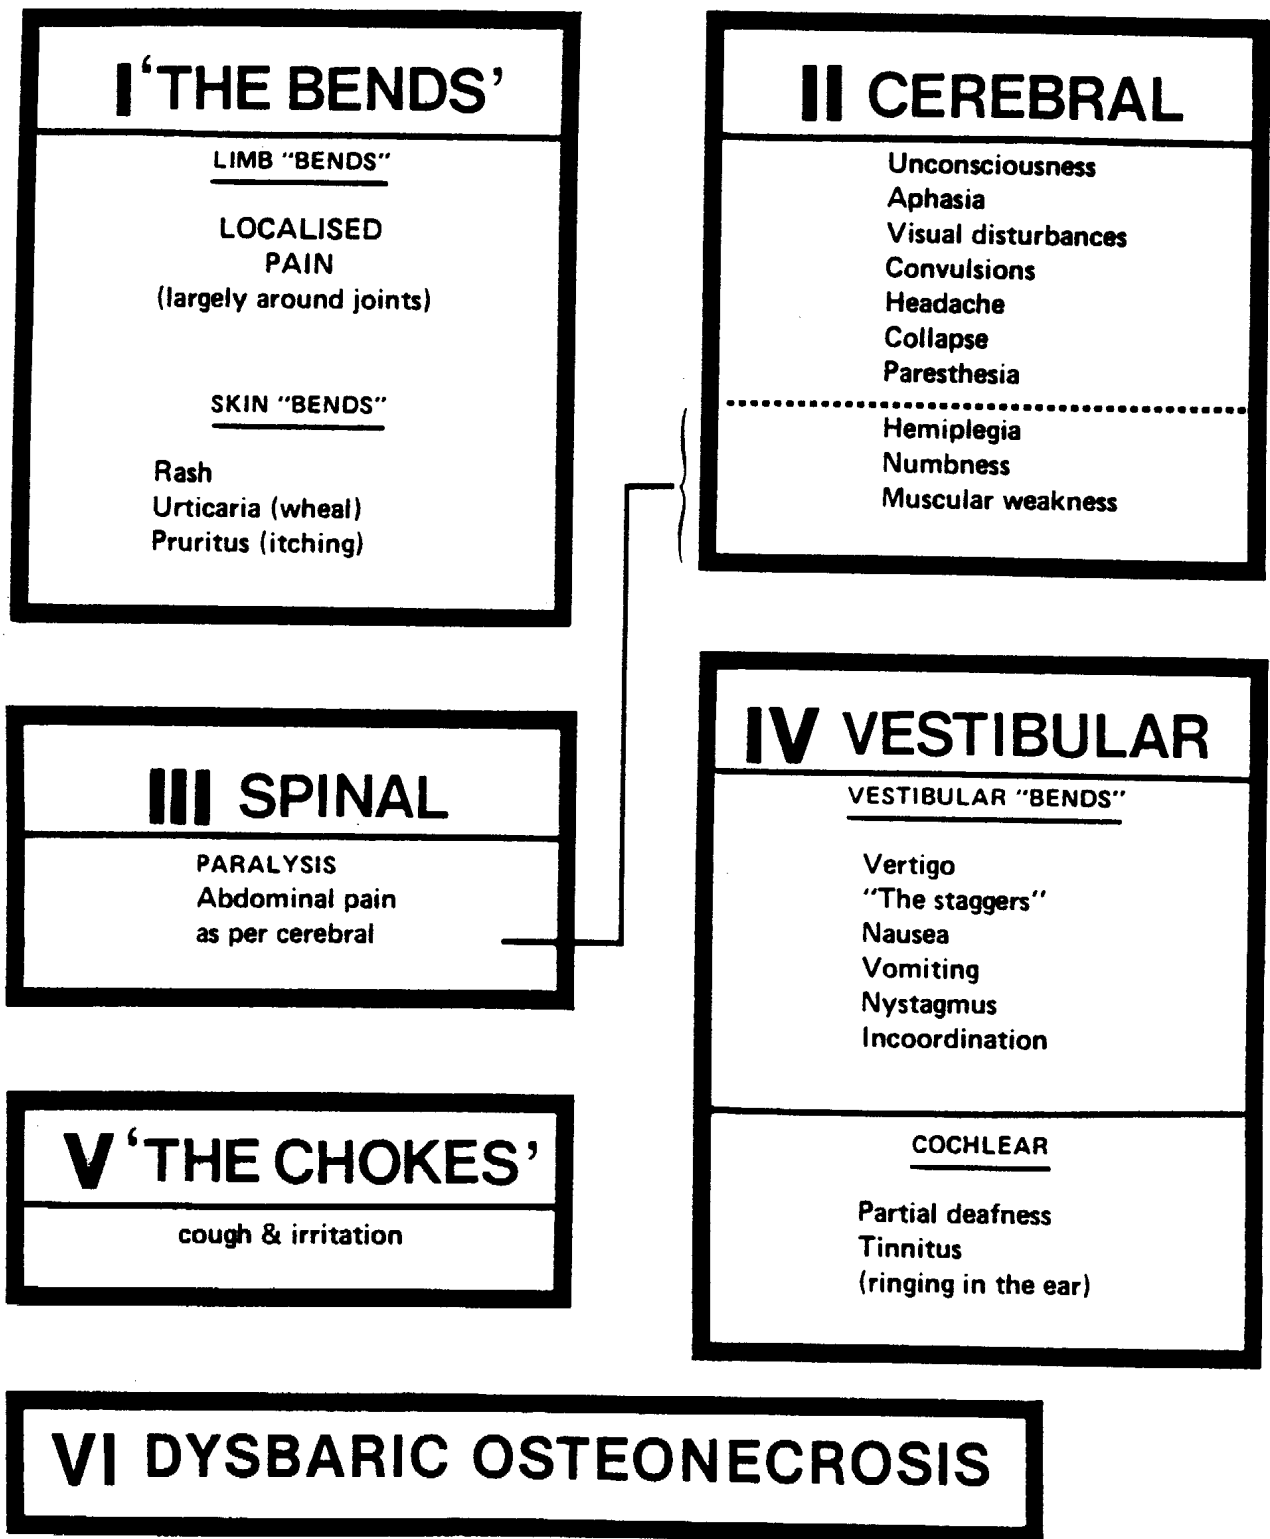 I 'THE BENDS'
LIMB "BENDS"
LOCALISED
PAIN
(largely around joints)
SKIN "BENDS"
Rash
Urticaria (wheal)
Pruritus (itching)
II CEREBRAL
Unconsciousness
Aphasia
Visual disturbances
Convulsions
Headache
Collapse
Paresthesia
Hemiplegia
Numbness
Muscular weakness
III SPINAL
PARALYSIS
Abdominal pain
as per cerebral
IV VESTIBULAR
VESTIBULAR "BENDS"
Vertigo
"The staggers"
Nausea
Vomiting
Nystagmus
Incoordination
COCHLEAR
Partial deafness
Tinnitus
(ringing in the ear)
V 'THE CHOKES'
cough & irritation
VI DYSBARIC OSTEONECROSIS